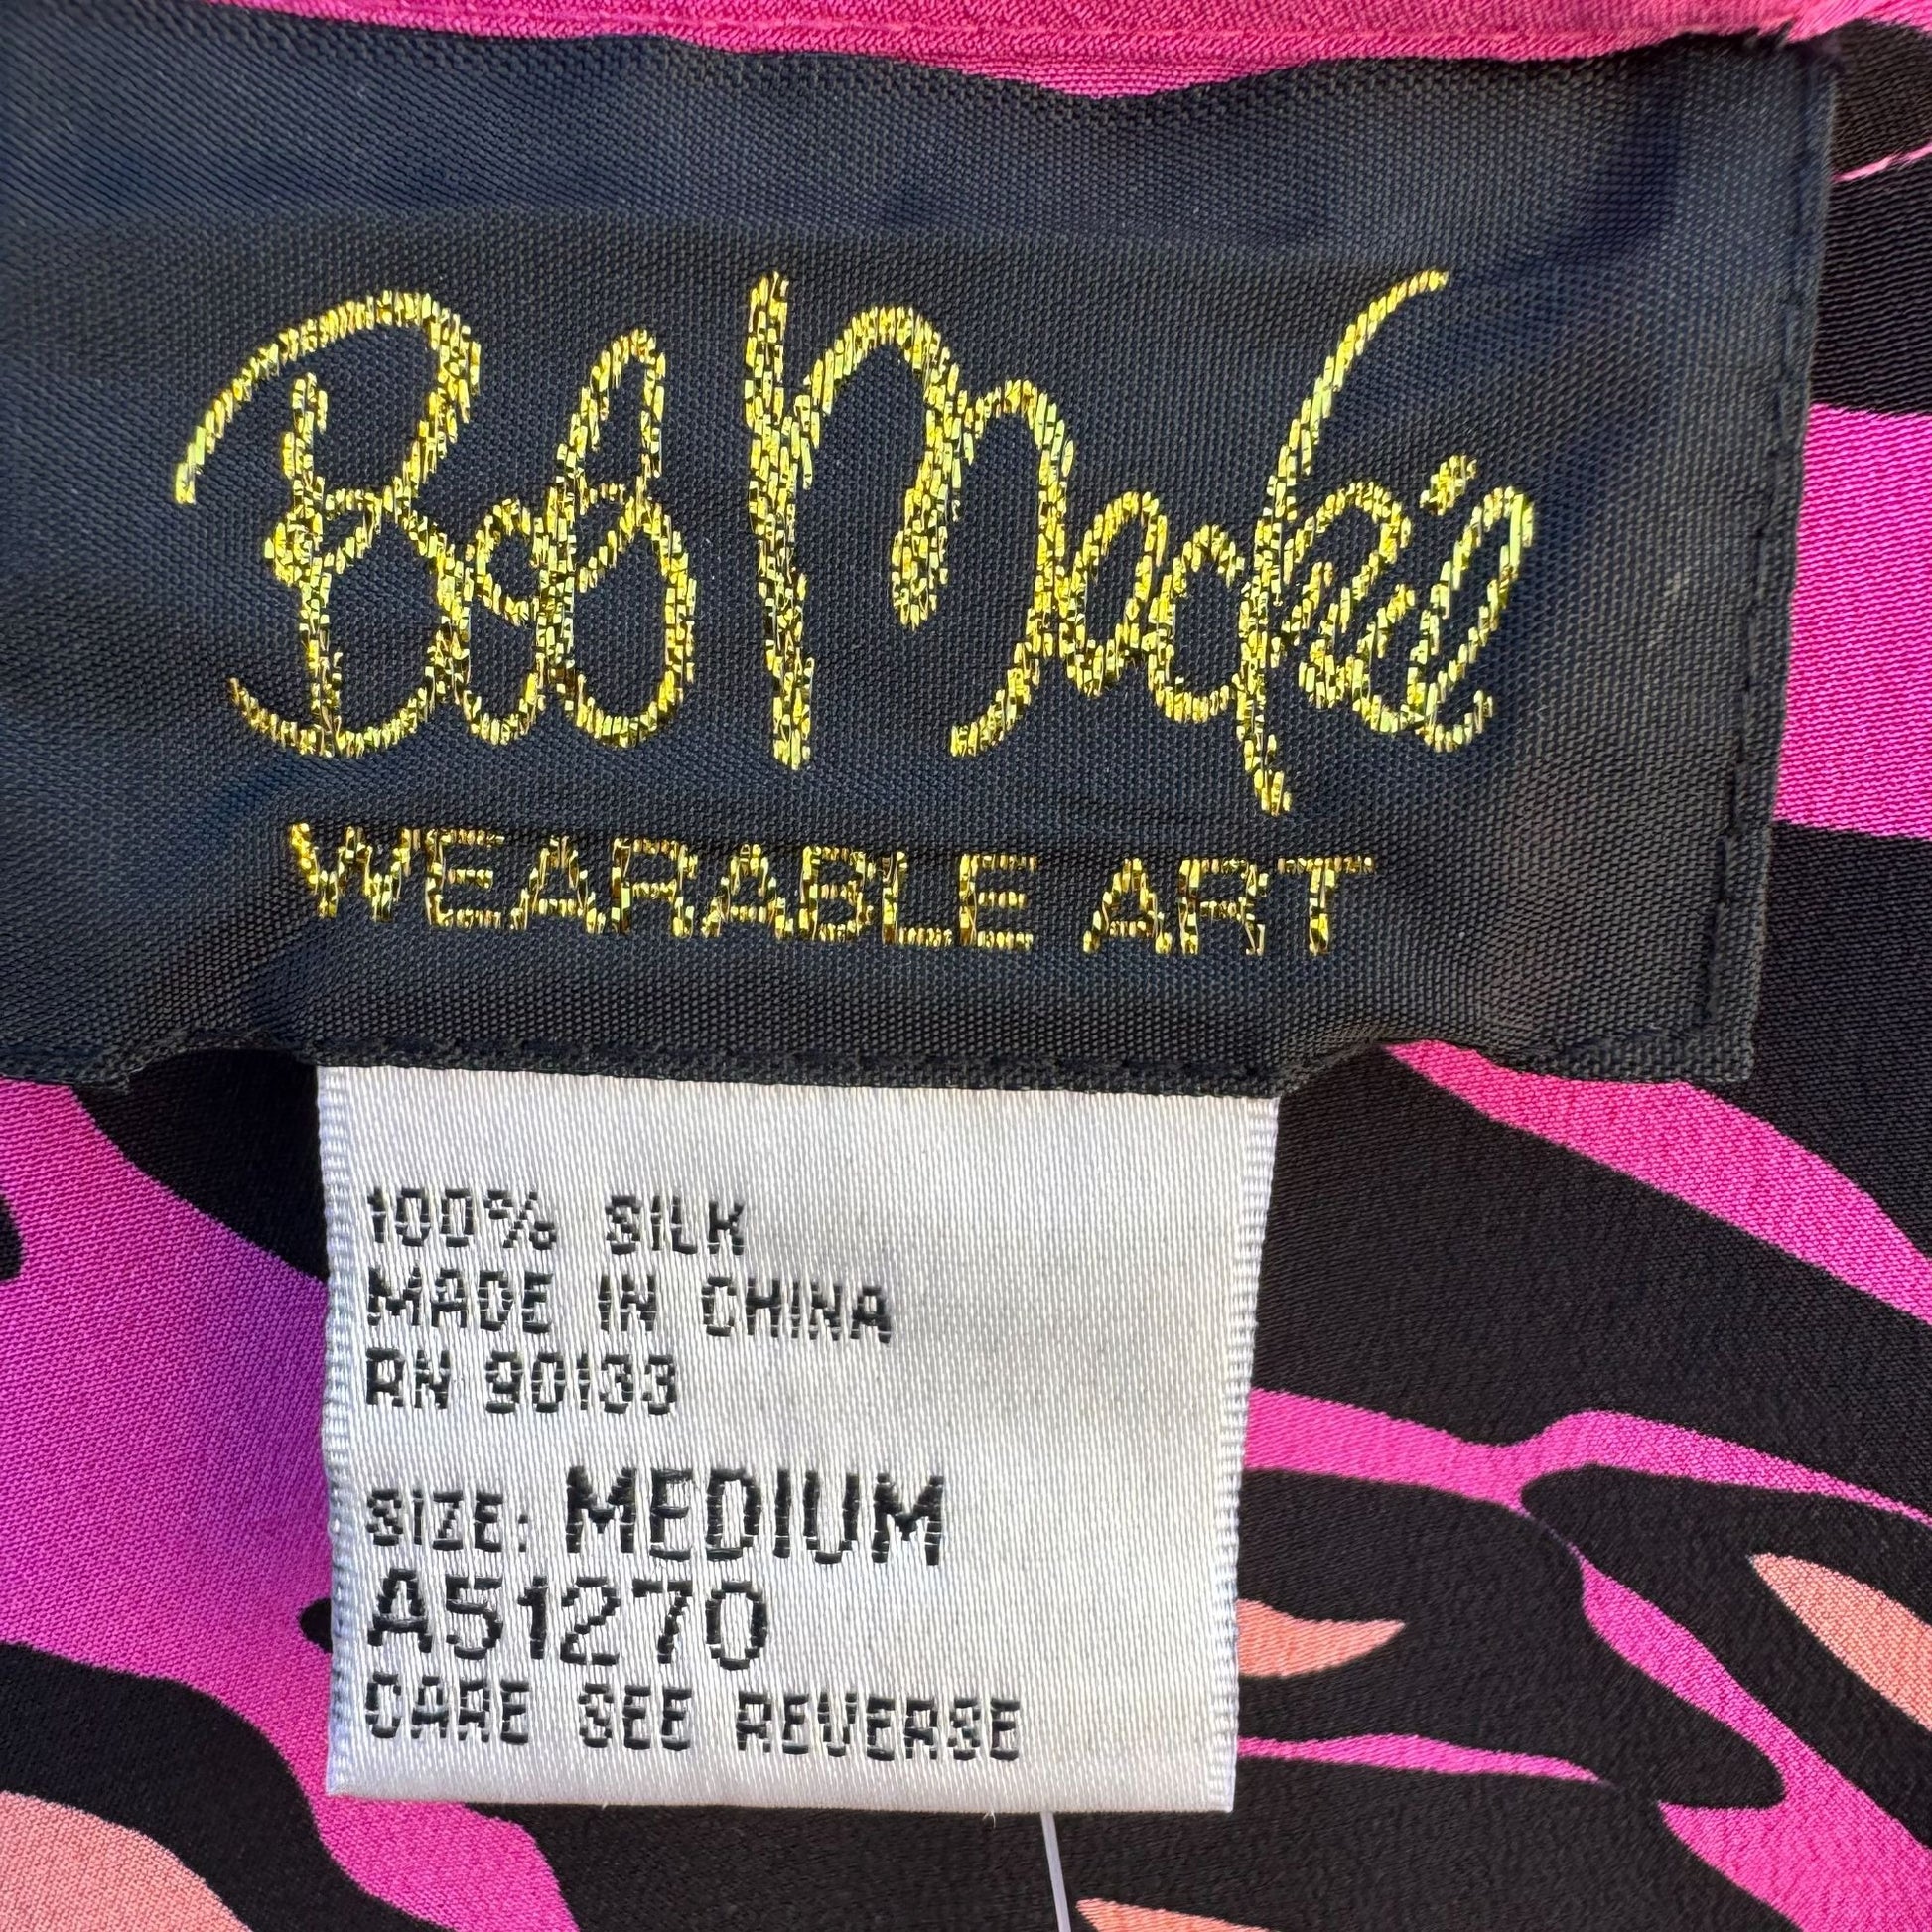 Bob Mackie
WEARABLE ART
100% SILK
MADE IN CHINA
RN 90133
SIZE: MEDIUM
A51270
CARE SEE REVERSE